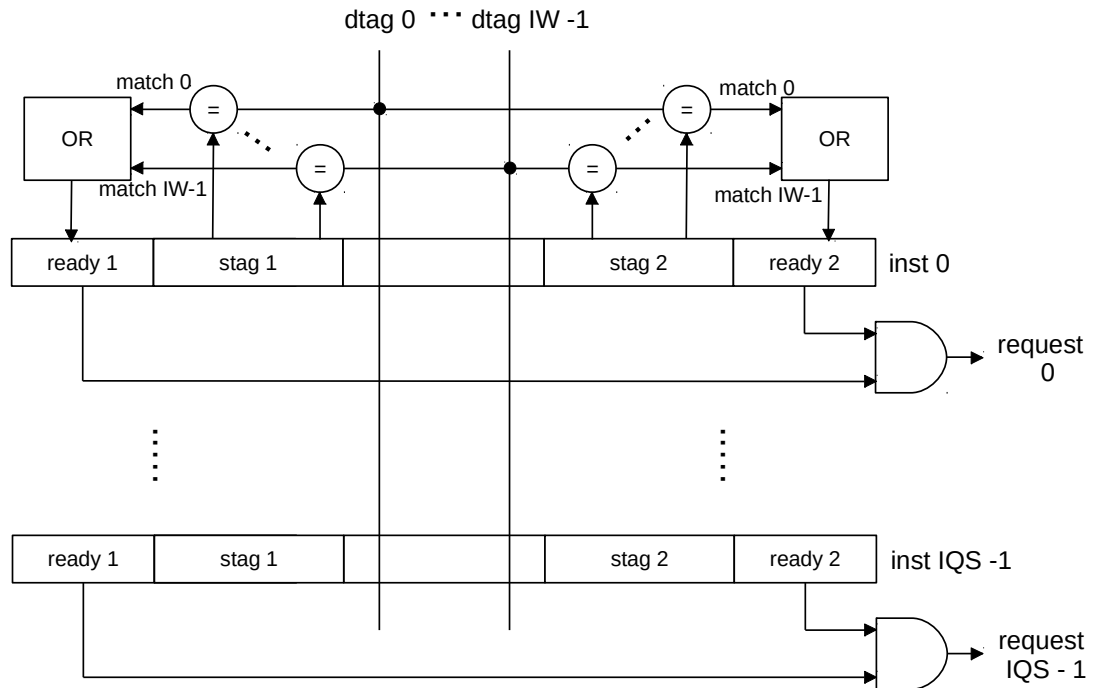 dtag 0 ··· dtag IW -1
match 0
match 0
=
=
OR
OR
=
=
match IW-1
match IW-1
ready 1
stag 1
stag 2
ready 2
inst 0
request
0
ready 1
stag 1
stag 2
ready 2
inst IQS -1
request
IQS - 1